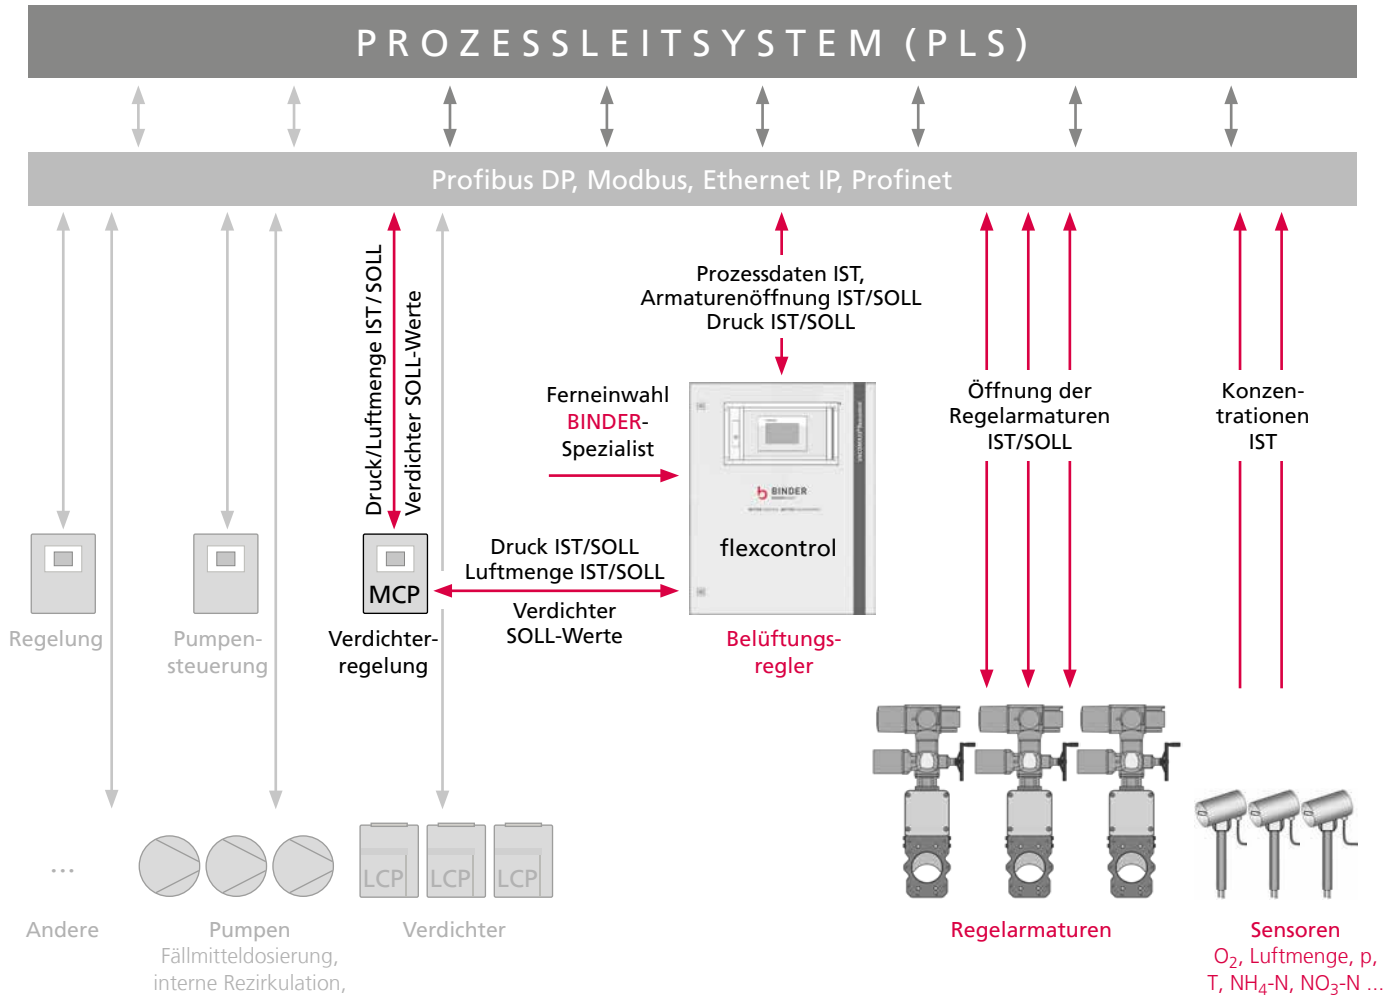 PROZESSLEITSYSTEM (PLS)
Profibus DP, Modbus, Ethernet IP, Profinet
Druck/Luftmenge IST/SOLL
Verdichter SOLL-Werte
Prozessdaten IST,
Armaturenöffnung IST/SOLL
Druck IST/SOLL
Ferneinwahl
BINDER-
Spezialist
Öffnung der
Regelarmaturen
IST/SOLL
Konzen-
trationen
IST
BINDER
flexcontrol
Belüftungs-
regler
Druck IST/SOLL
Luftmenge IST/SOLL
Verdichter
SOLL-Werte
MCP
Verdichter-
regelung
Regelung
Pumpen-
steuerung
...
Andere
Pumpen
Fällmitteldosierung,
interne Rezirkulation,
LCP
LCP
LCP
Verdichter
Regelarmaturen
Sensoren
O₂, Luftmenge, p,
T, NH₄-N, NO₃-N ...